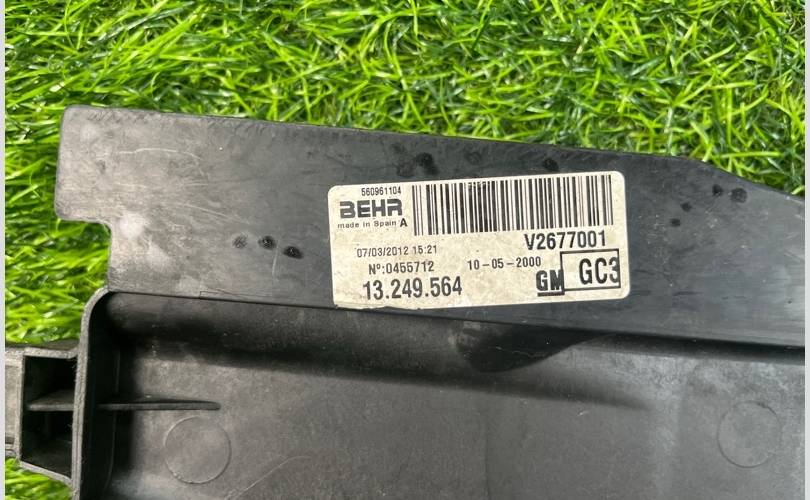 560961104
BEHR
made in Spain A
V2677001
07/03/2012 15:21
Nº:0455712 10-05-2000
13.249.564
GM GC3